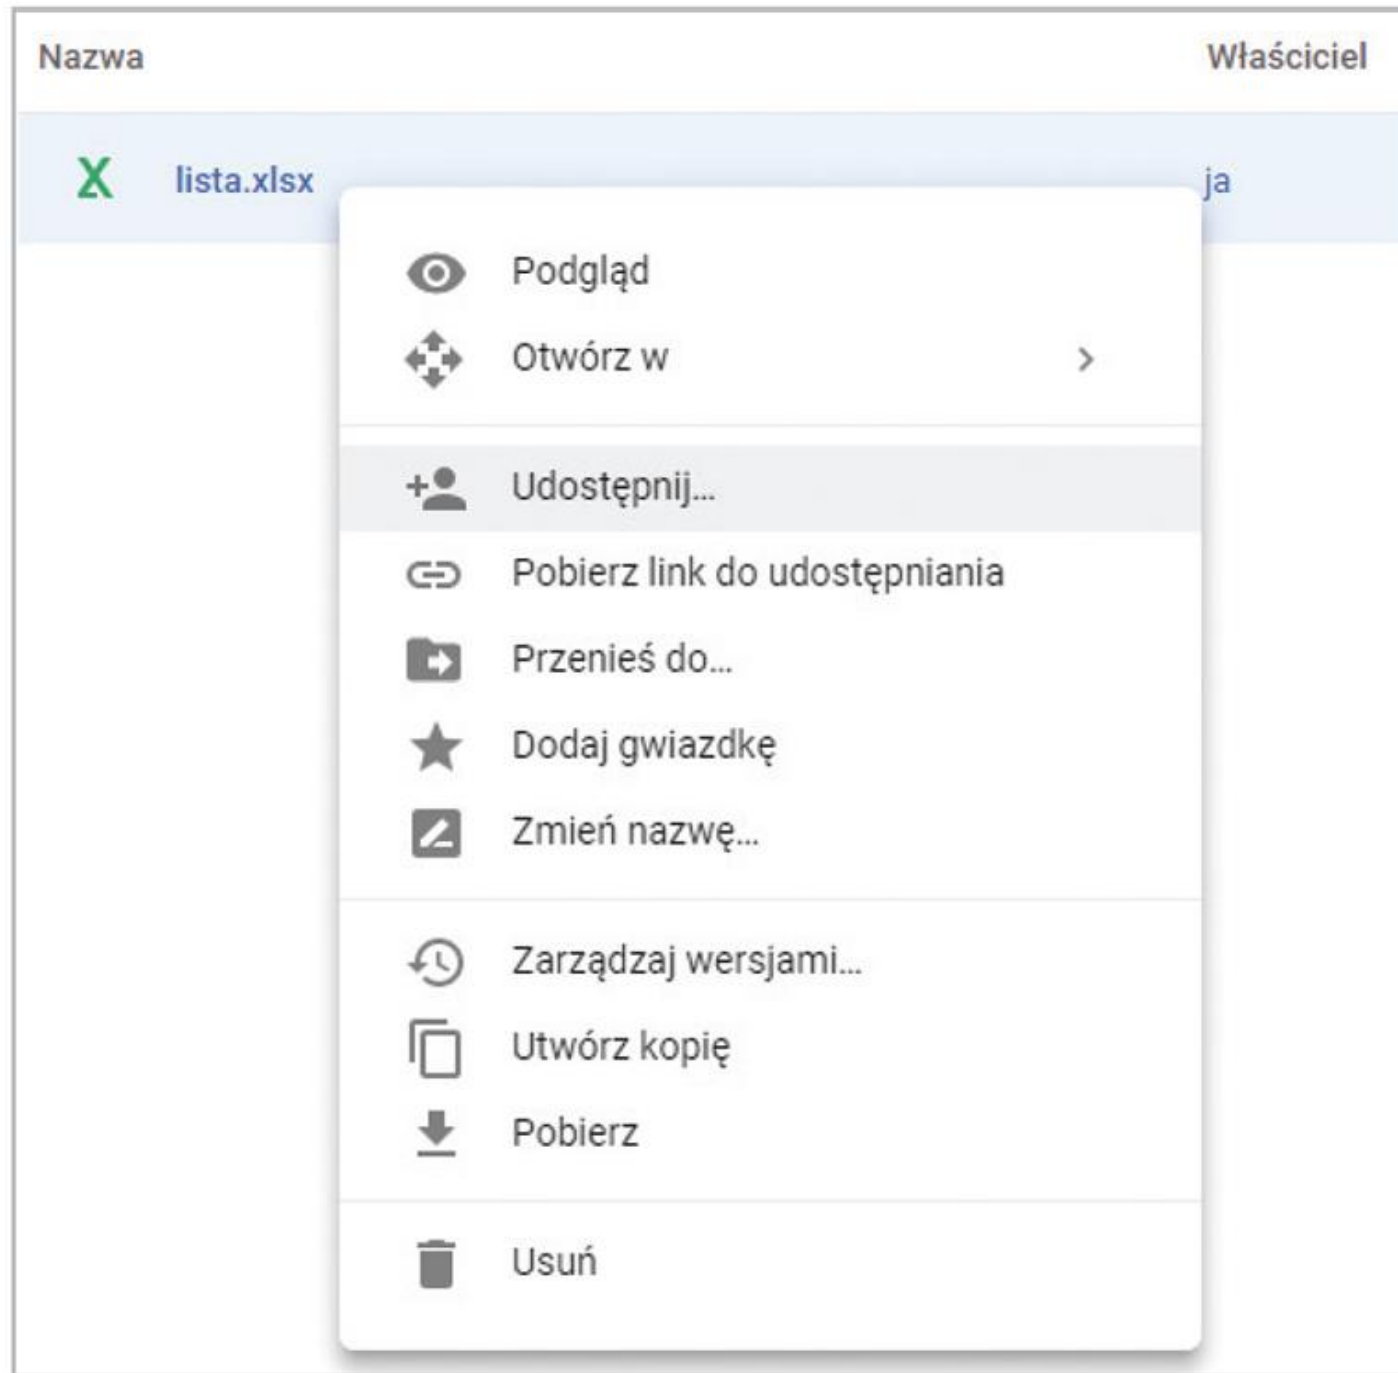 Nazwa Właściciel
lista.xlsx ja
Podgląd
Otwórz w
Udostępnij...
Pobierz link do udostępniania
Przenieś do...
Dodaj gwiazdkę
Zmień nazwę...
Zarządzaj wersjami...
Utwórz kopię
Pobierz
Usuń